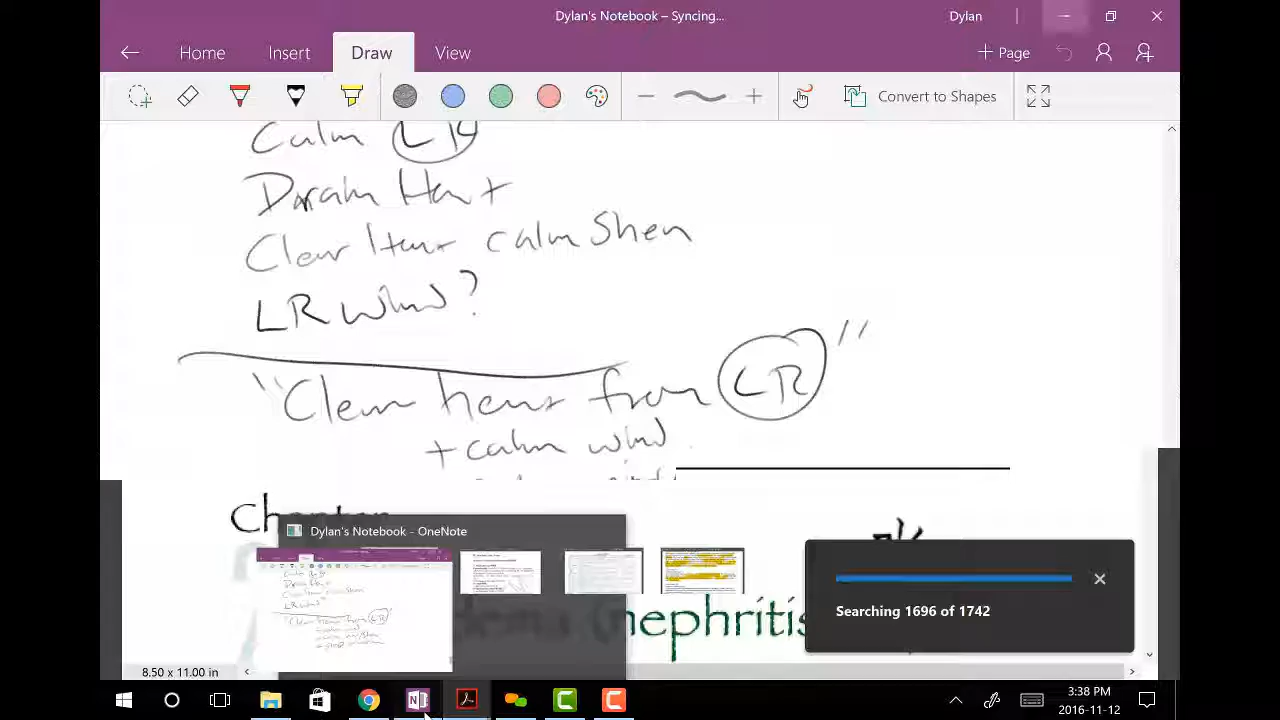 Dylan's Notebook – Syncing...
Dylan
Home Insert Draw View
Page
Convert to Shapes
Calm LR
Drain Heat
Clear Heat calm Shen
LR wind?
"Clear heat from LR"
+ calm wind
Chapter
Dylan's Notebook - OneNote
nephritis
Searching 1696 of 1742
8.50 x 11.00 in
3:38 PM
2016-11-12